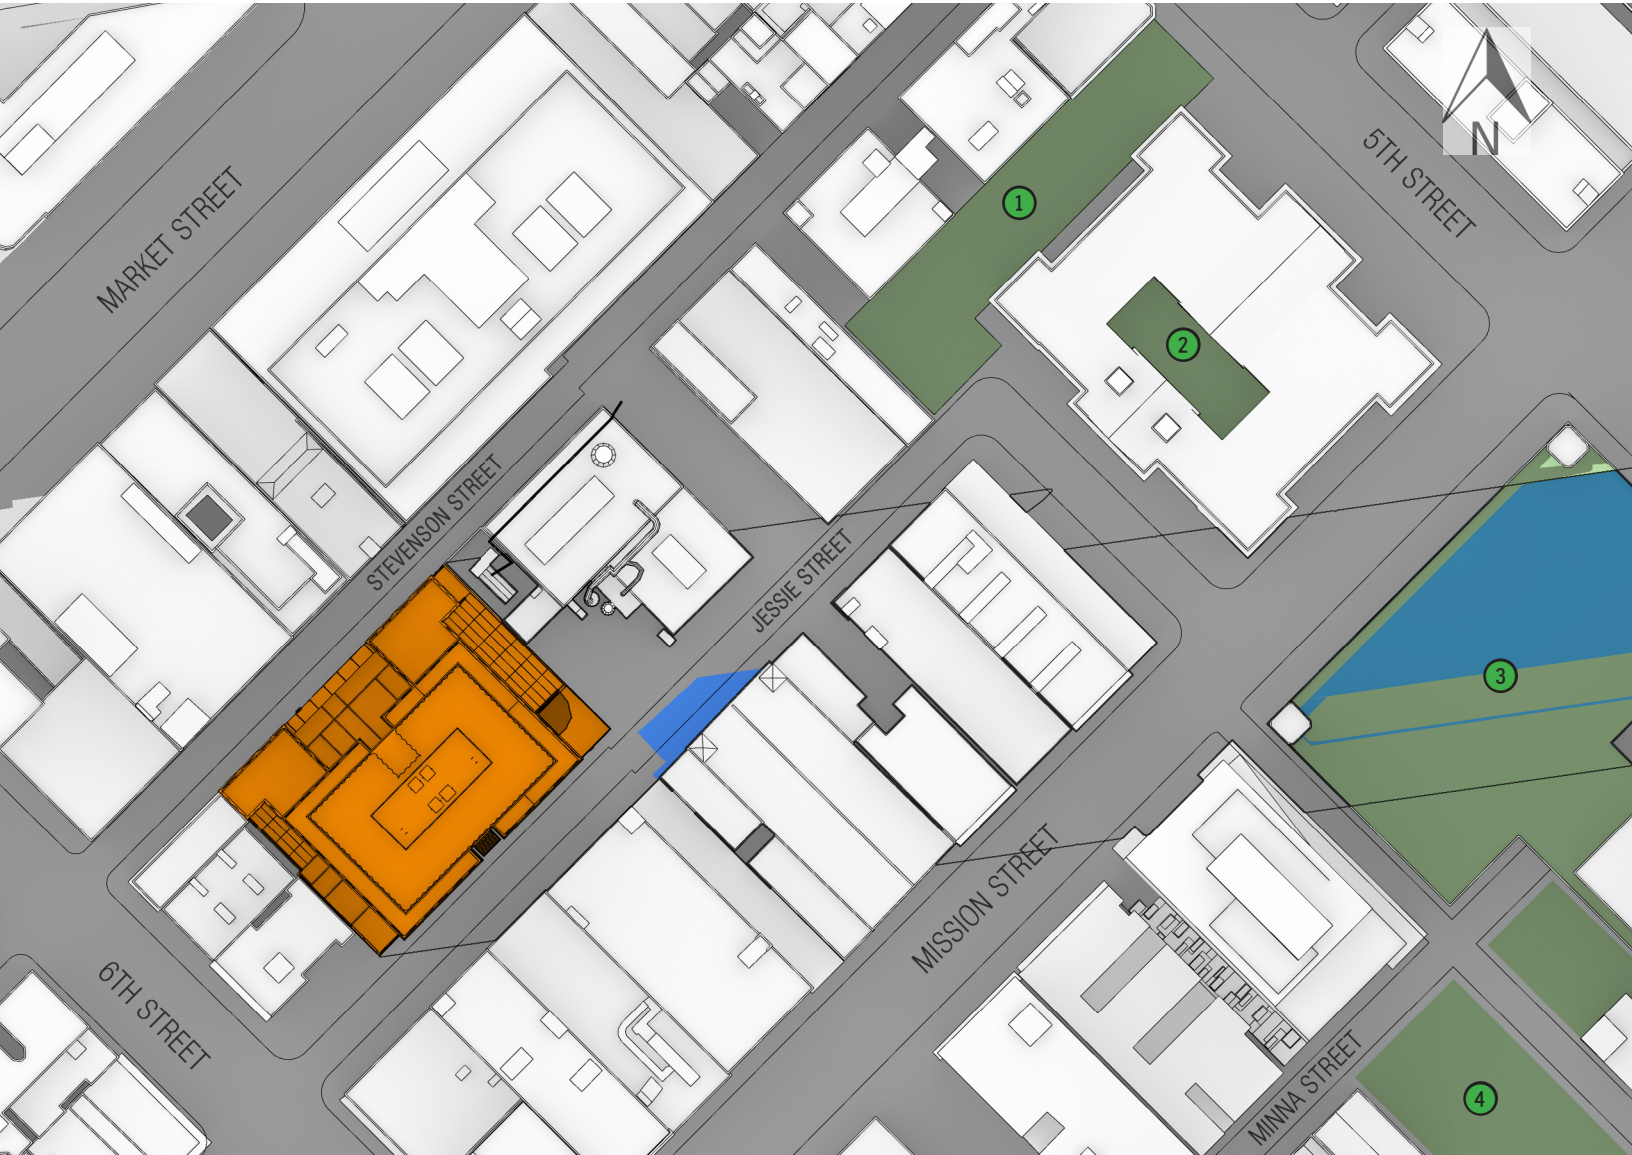 N
5TH STREET
MARKET STREET
1
2
STEVENSON STREET
JESSIE STREET
3
MISSION STREET
6TH STREET
MINNA STREET
4